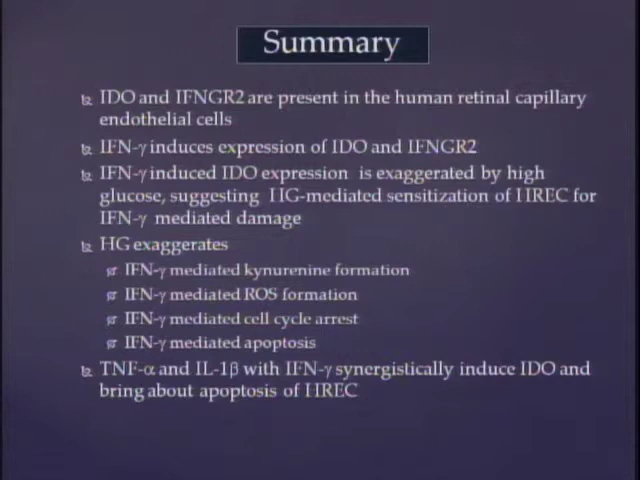 Summary
IDO and IFNGR2 are present in the human retinal capillary
endothelial cells
IFN-γ induces expression of IDO and IFNGR2
IFN-γ induced IDO expression is exaggerated by high
glucose, suggesting HG-mediated sensitization of HREC for
IFN-γ mediated damage
HG exaggerates
IFN-γ mediated kynurenine formation
IFN-γ mediated ROS formation
IFN-γ mediated cell cycle arrest
IFN-γ mediated apoptosis
TNF-α and IL-1β with IFN-γ synergistically induce IDO and
bring about apoptosis of HREC